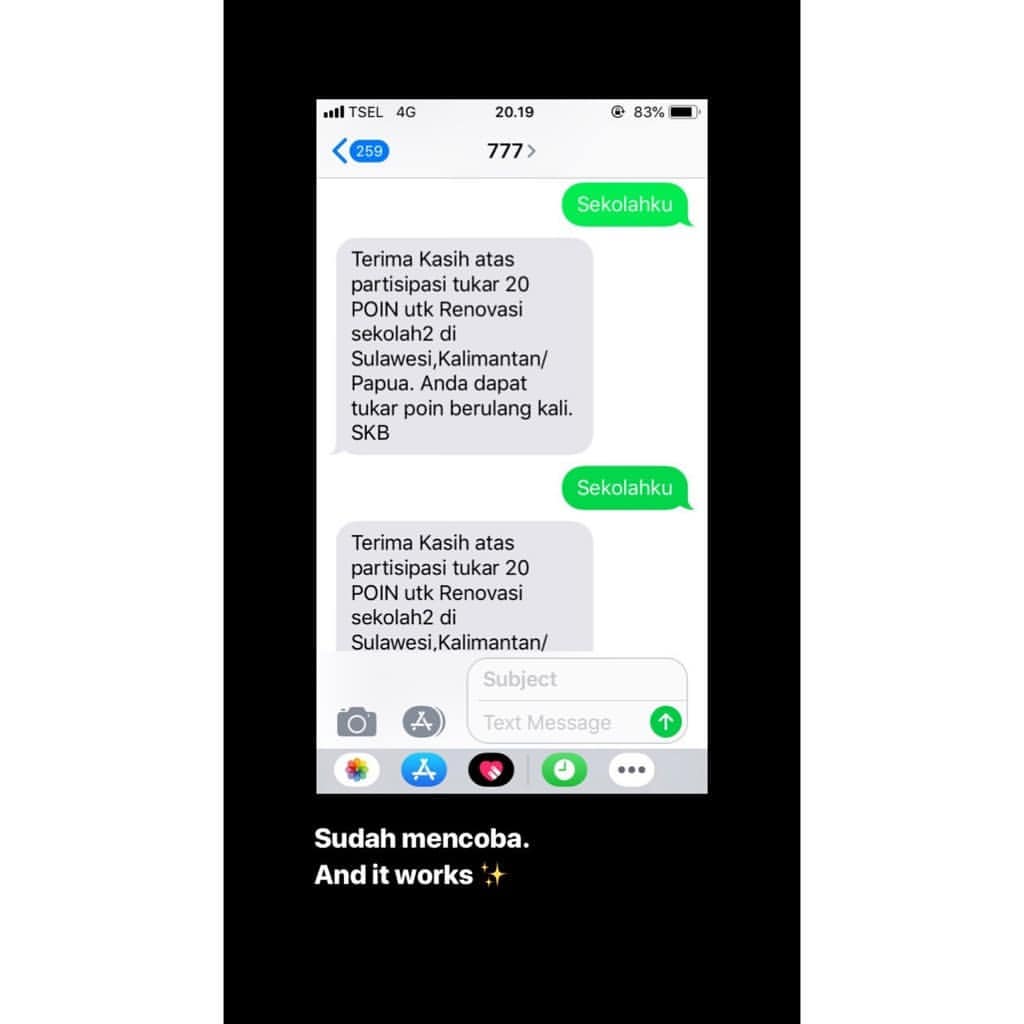 TSEL 4G 20.19 83%
259 777
Sekolahku
Terima Kasih atas
partisipasi tukar 20
POIN utk Renovasi
sekolah2 di
Sulawesi,Kalimantan/
Papua. Anda dapat
tukar poin berulang kali.
SKB
Sekolahku
Terima Kasih atas
partisipasi tukar 20
POIN utk Renovasi
sekolah2 di
Sulawesi,Kalimantan/
Subject
Text Message
Sudah mencoba.
And it works ✨